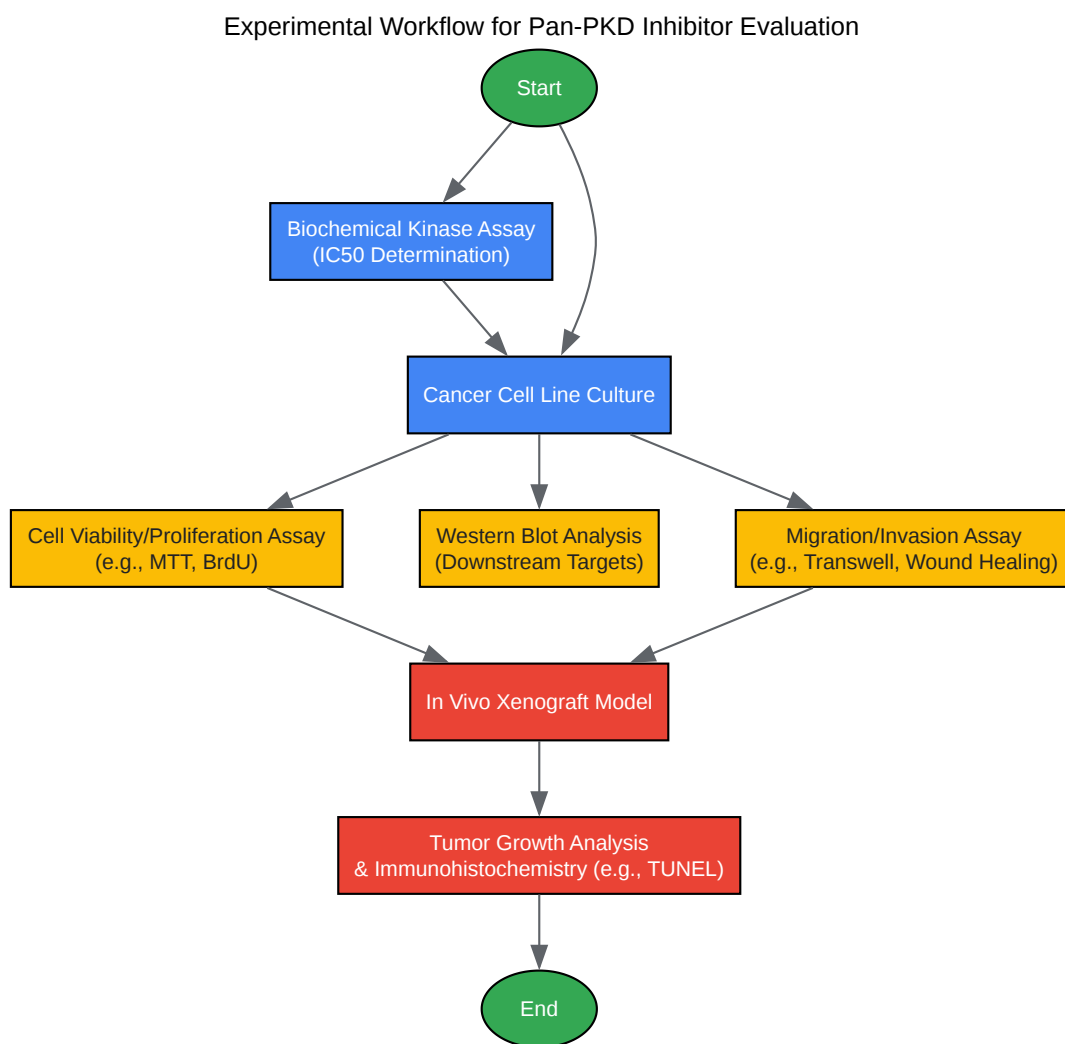 Experimental Workflow for Pan-PKD Inhibitor Evaluation
Start
Biochemical Kinase Assay
(IC50 Determination)
Cancer Cell Line Culture
Cell Viability/Proliferation Assay
(e.g., MTT, BrdU)
Western Blot Analysis
(Downstream Targets)
Migration/Invasion Assay
(e.g., Transwell, Wound Healing)
In Vivo Xenograft Model
Tumor Growth Analysis
& Immunohistochemistry (e.g., TUNEL)
End